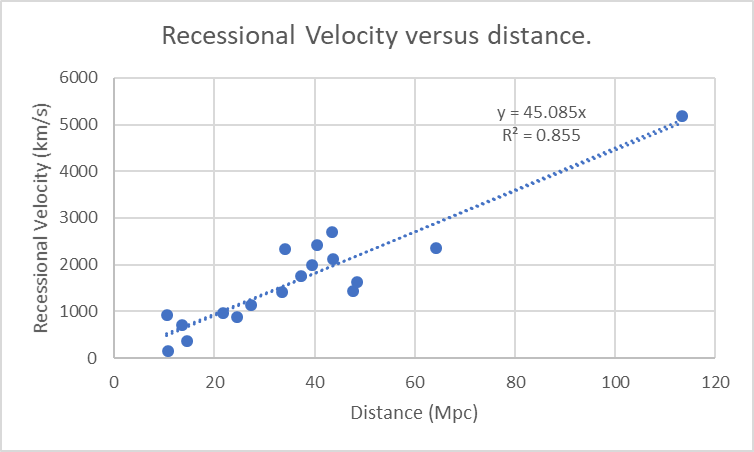 Recessional Velocity versus distance.
6000
5000
4000
3000
2000
1000
0
Recessional Velocity (km/s)
y = 45.085x
R² = 0.855
0 20 40 60 80 100 120
Distance (Mpc)